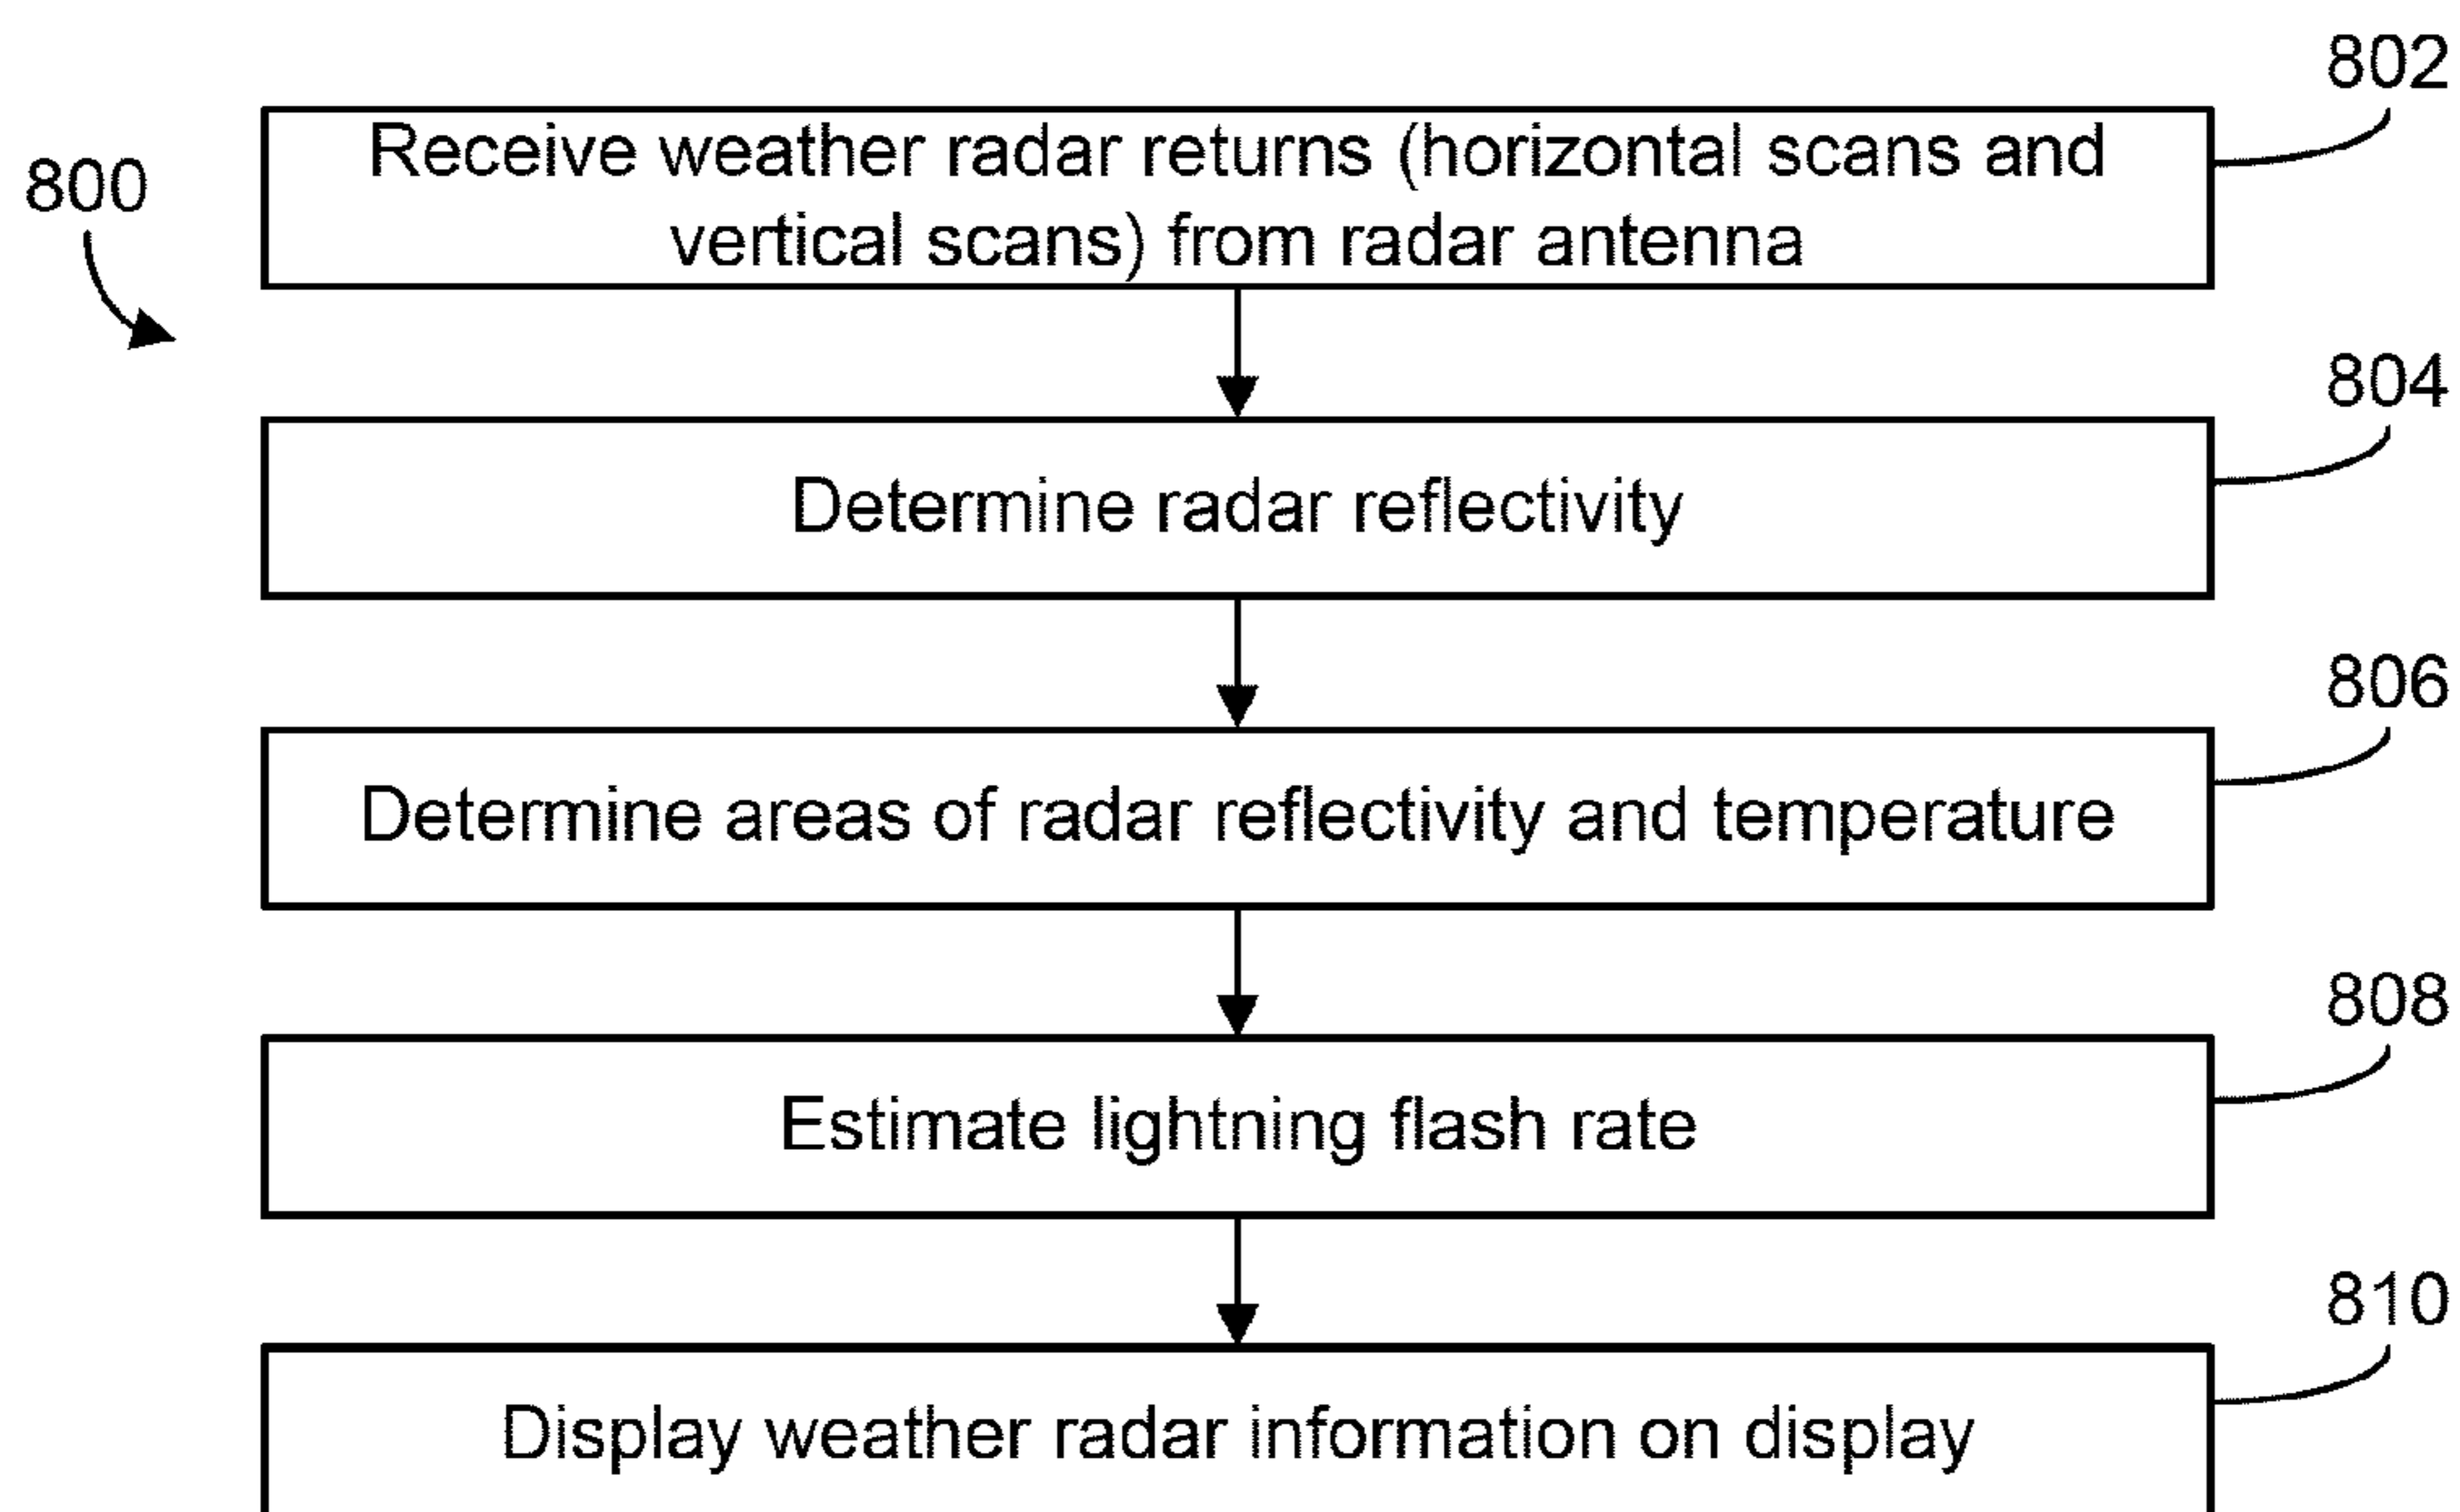 802
Receive weather radar returns (horizontal scans and
vertical scans) from radar antenna
800
804
Determine radar reflectivity
806
Determine areas of radar reflectivity and temperature
808
Estimate lightning flash rate
810
Display weather radar information on display